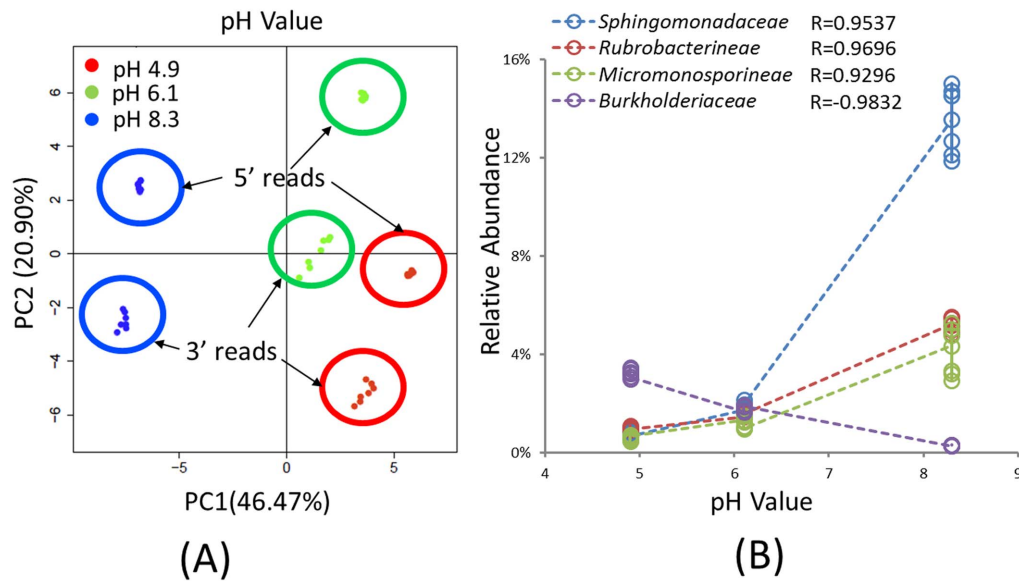 pH Value
pH 4.9
pH 6.1
pH 8.3
5’ reads
3’ reads
PC2 (20.90%)
6
4
2
0
−2
−4
−6
−5
0
5
PC1(46.47%)
(A)
Sphingomonadaceae R=0.9537
Rubrobacterineae R=0.9696
Micromonosporineae R=0.9296
Burkholderiaceae R=-0.9832
Relative Abundance
16%
12%
8%
4%
0%
4 5 6 7 8 9
pH Value
(B)